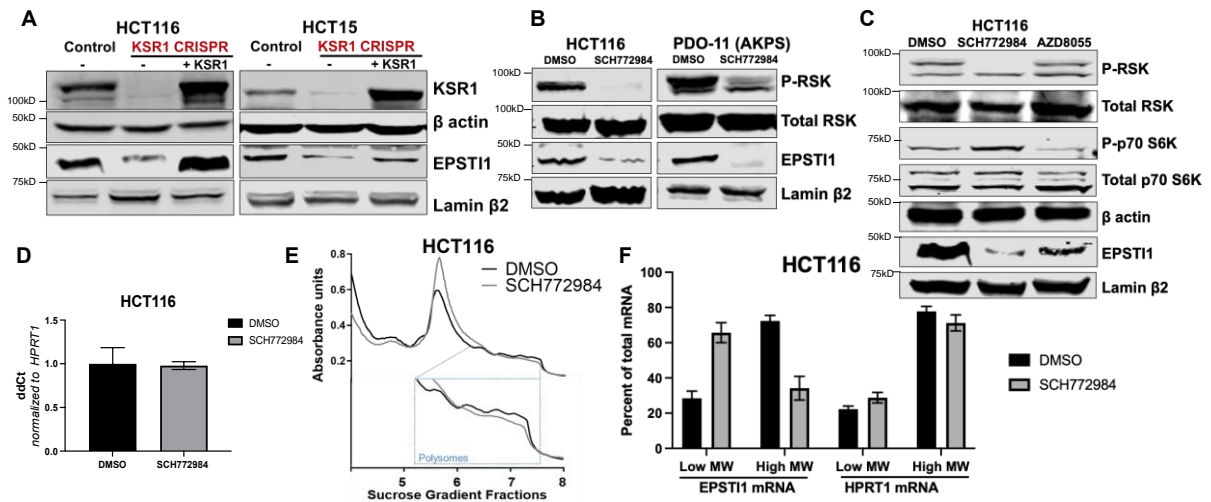 A
HCT116
HCT15
Control KSR1 CRISPR
Control KSR1 CRISPR
- - + KSR1
- - + KSR1
100kD
KSR1
50kD
β actin
50kD
EPSTI1
75kD
Lamin β2
B
HCT116
PDO-11 (AKPS)
DMSO SCH772984
DMSO SCH772984
100kD
P-RSK
100kD
Total RSK
50kD
EPSTI1
75kD
Lamin β2
C
HCT116
DMSO SCH772984 AZD8055
100kD
P-RSK
100kD
Total RSK
75kD
P-p70 S6K
75kD
Total p70 S6K
β actin
50kD
EPSTI1
75kD
Lamin β2
D
HCT116
ddCt
normalized to HPRT1
1.5
1.0
0.5
0.0
DMSO
SCH772984
DMSO SCH772984
E
HCT116
Absorbance units
0.8
0.6
0.4
0.2
DMSO
SCH772984
Polysomes
5 6 7 8
Sucrose Gradient Fractions
F
HCT116
Percent of total mRNA
100
80
60
40
20
0
DMSO
SCH772984
Low MW High MW Low MW High MW
EPSTI1 mRNA HPRT1 mRNA